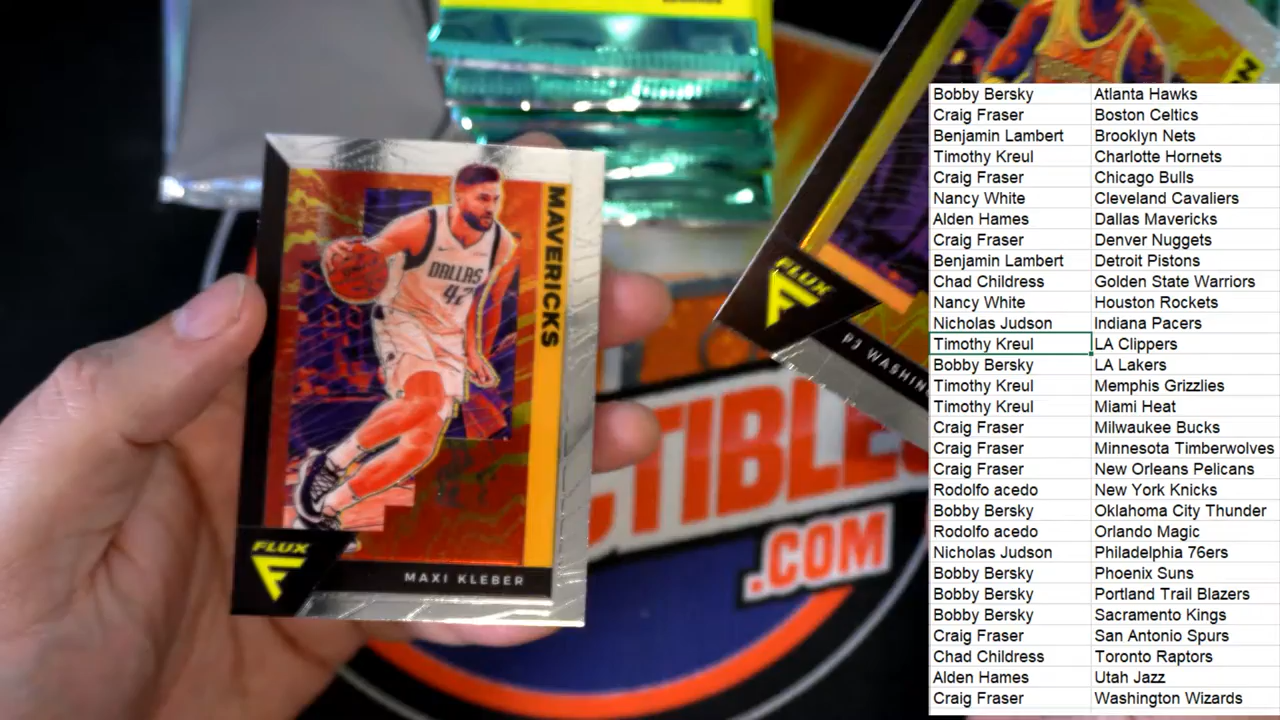 MAVERICKS
DALLAS
42
FLUX
MAXI KLEBER
FLUX
PJ WASHIN
CTIBLE
.COM
Bobby Bersky Atlanta Hawks
Craig Fraser Boston Celtics
Benjamin Lambert Brooklyn Nets
Timothy Kreul Charlotte Hornets
Craig Fraser Chicago Bulls
Nancy White Cleveland Cavaliers
Alden Hames Dallas Mavericks
Craig Fraser Denver Nuggets
Benjamin Lambert Detroit Pistons
Chad Childress Golden State Warriors
Nancy White Houston Rockets
Nicholas Judson Indiana Pacers
Timothy Kreul LA Clippers
Bobby Bersky LA Lakers
Timothy Kreul Memphis Grizzlies
Timothy Kreul Miami Heat
Craig Fraser Milwaukee Bucks
Craig Fraser Minnesota Timberwolves
Craig Fraser New Orleans Pelicans
Rodolfo acedo New York Knicks
Bobby Bersky Oklahoma City Thunder
Rodolfo acedo Orlando Magic
Nicholas Judson Philadelphia 76ers
Bobby Bersky Phoenix Suns
Bobby Bersky Portland Trail Blazers
Bobby Bersky Sacramento Kings
Craig Fraser San Antonio Spurs
Chad Childress Toronto Raptors
Alden Hames Utah Jazz
Craig Fraser Washington Wizards